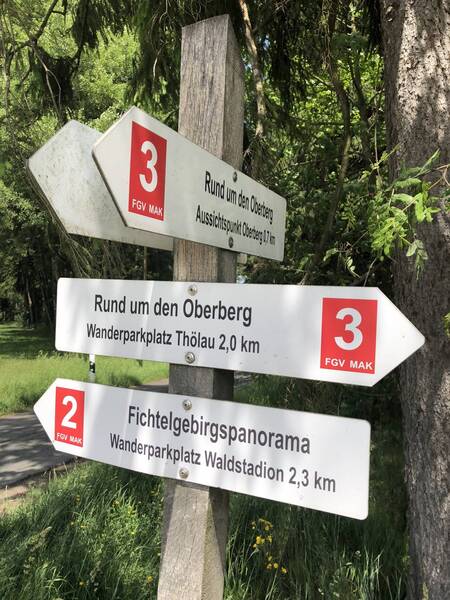 3
FGV MAK
Rund um den Oberberg
Aussichtspunkt Oberberg 0,7 km
Rund um den Oberberg
Wanderparkplatz Thölau 2,0 km
3
FGV MAK
2
FGV MAK
Fichtelgebirgspanorama
Wanderparkplatz Waldstadion 2,3 km